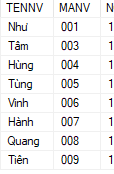 TENNV MANV N
Như 001 1
Tâm 003 1
Hùng 004 1
Tùng 005 1
Vinh 006 1
Hành 007 1
Quang 008 1
Tiên 009 1